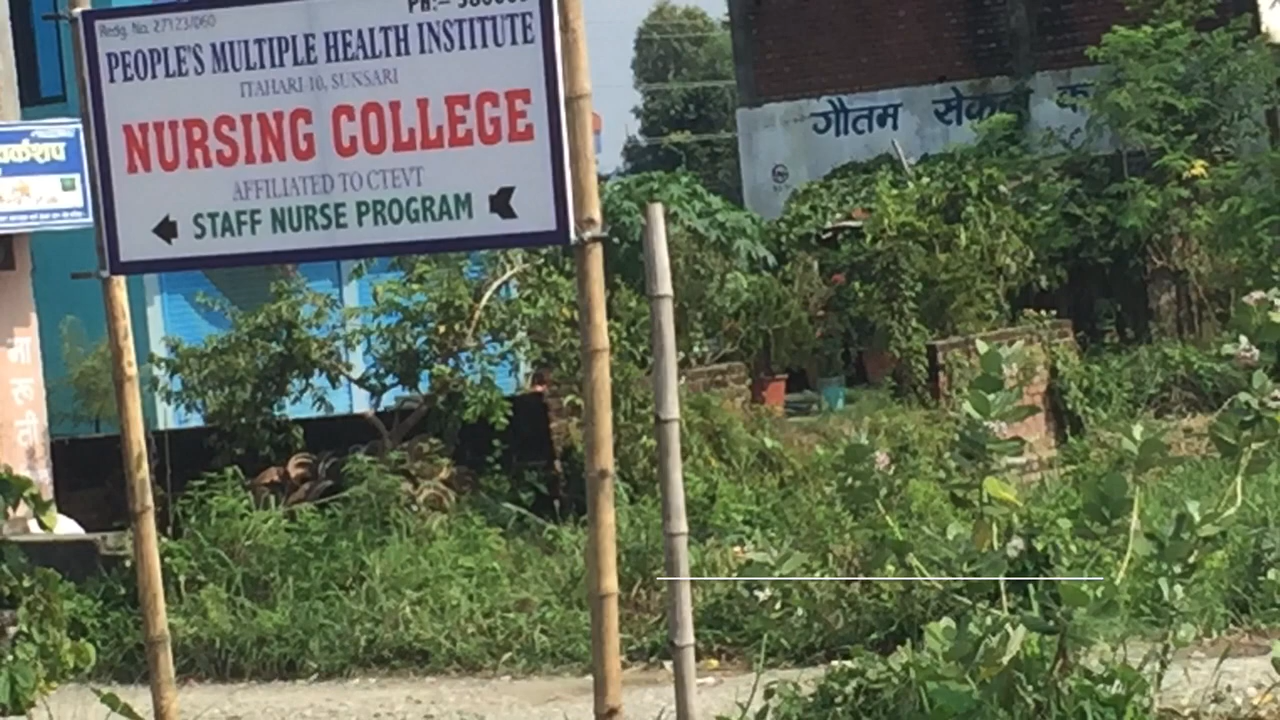 Redg. No. 27123/060
PEOPLE'S MULTIPLE HEALTH INSTITUTE
ITAHARI 10, SUNSARI
NURSING COLLEGE
AFFILIATED TO CTEVT
STAFF NURSE PROGRAM
गौतम